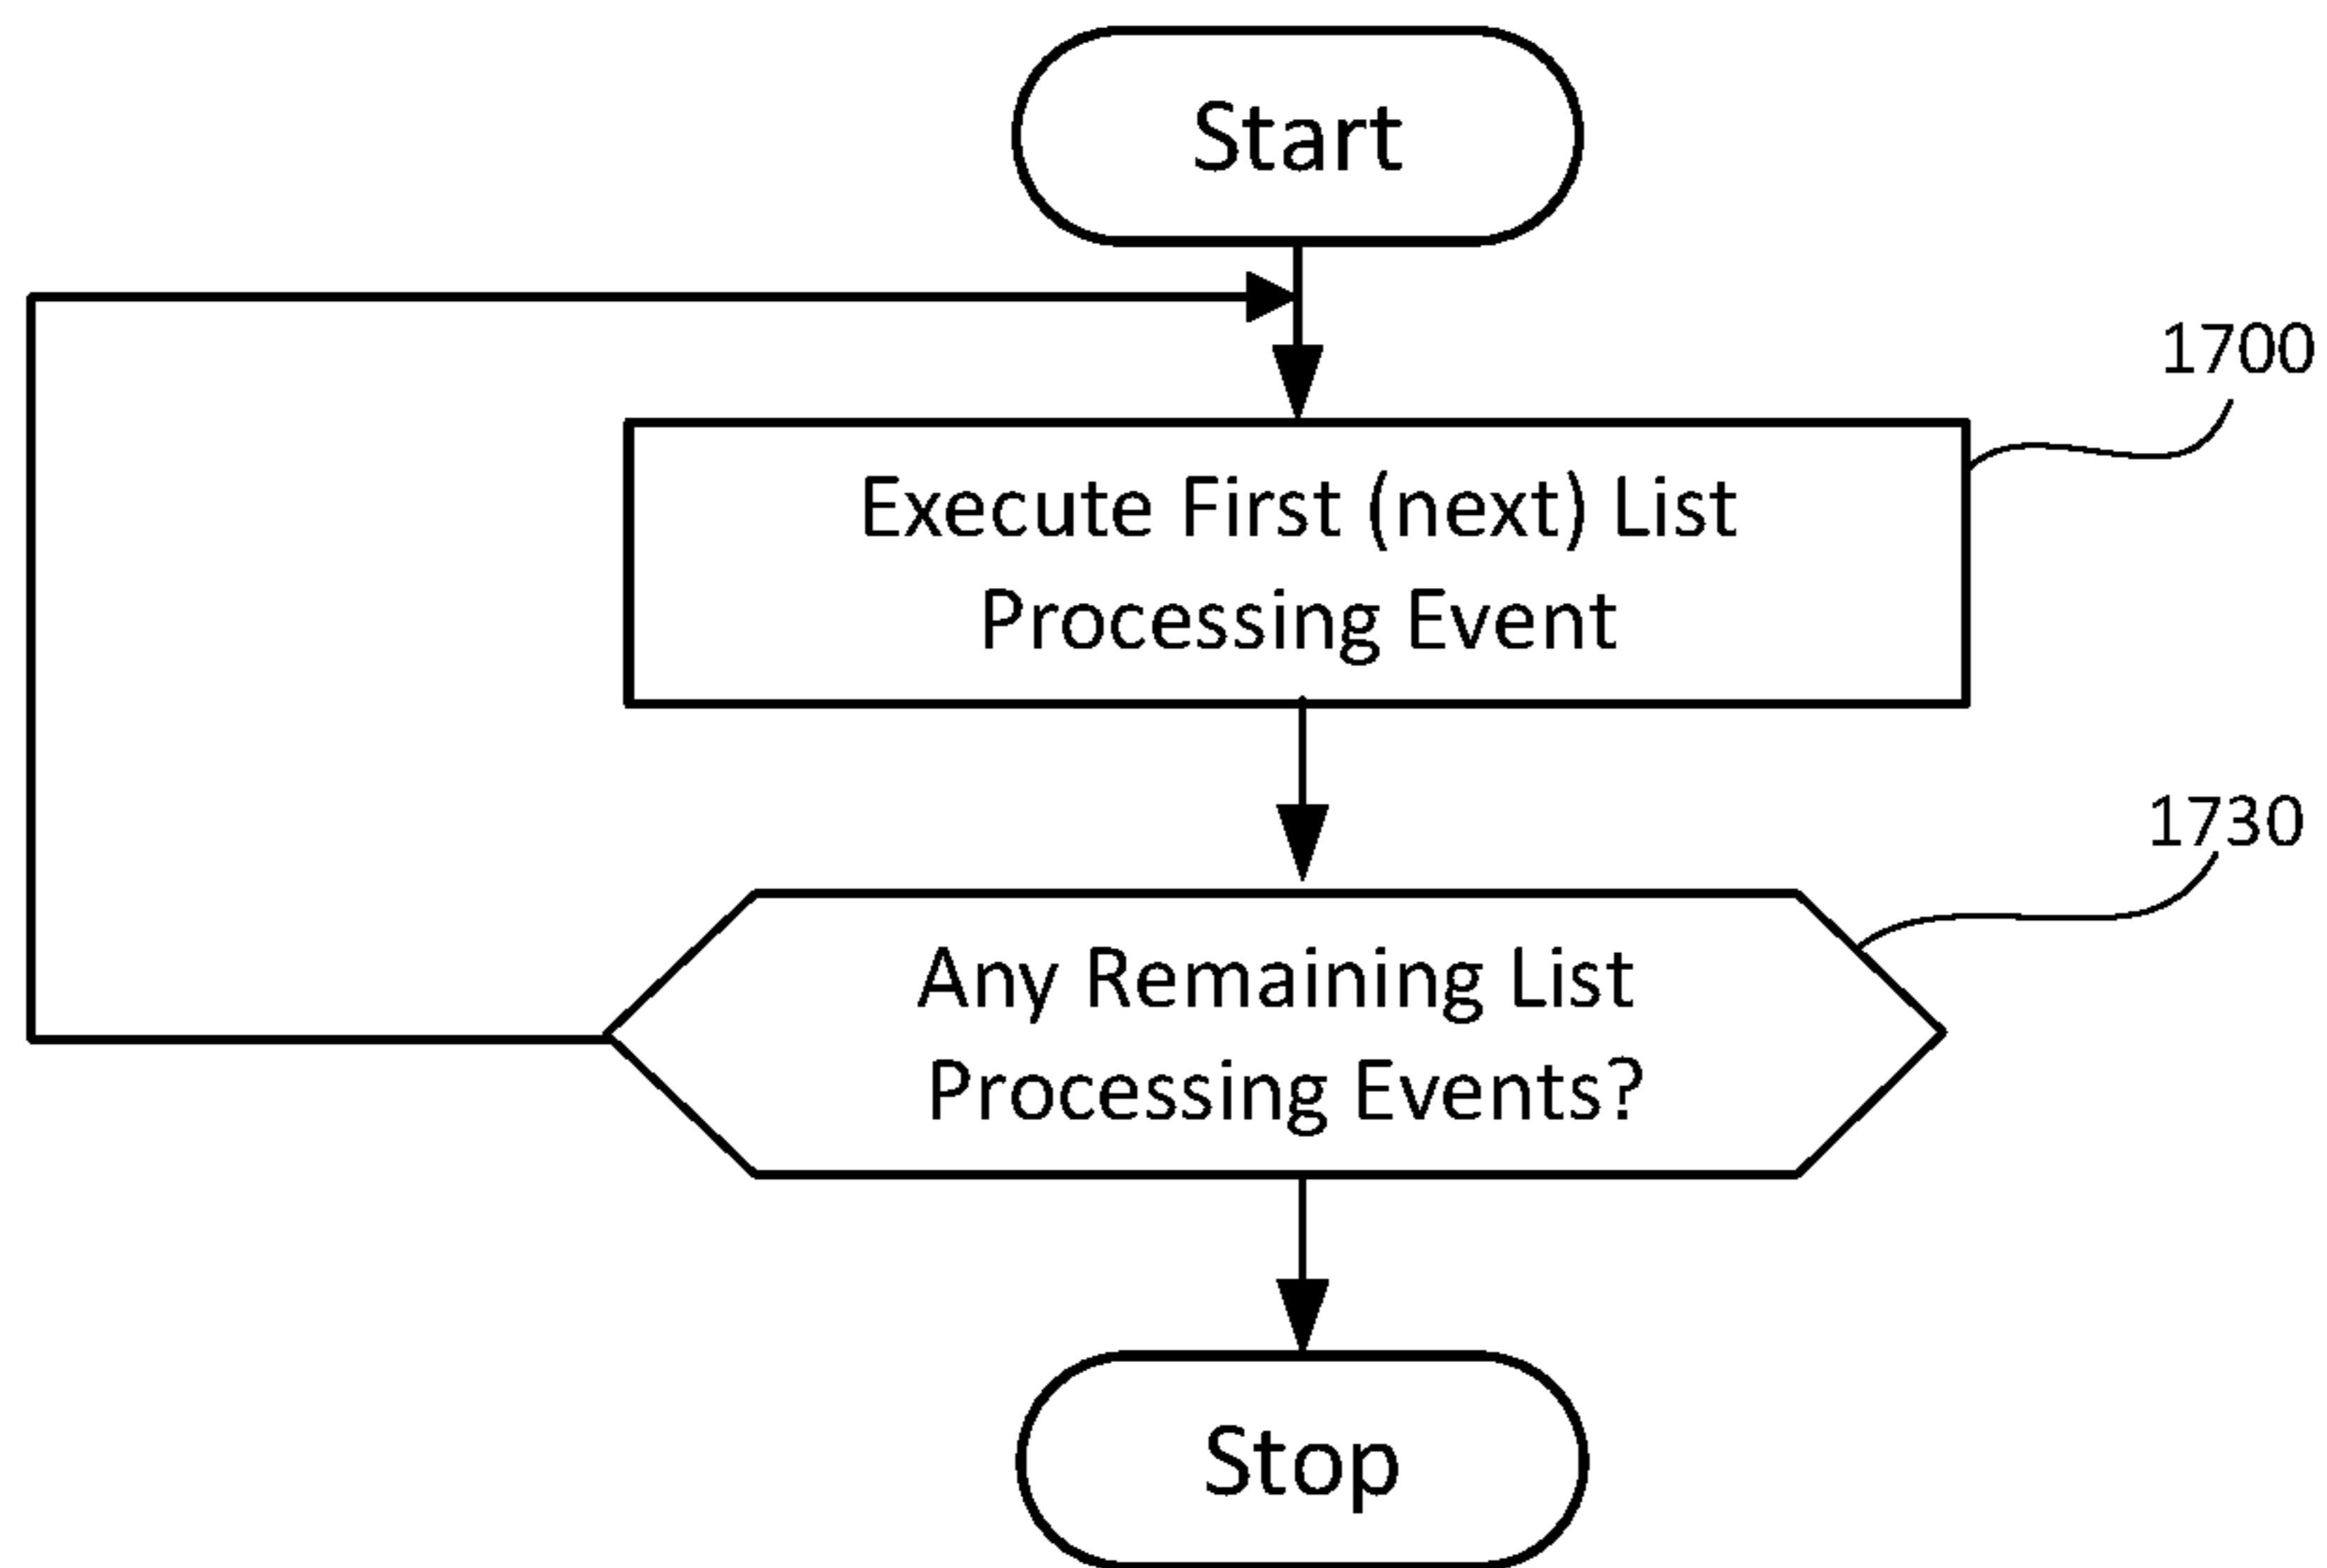 Start
1700
Execute First (next) List
Processing Event
1730
Any Remaining List
Processing Events?
Stop